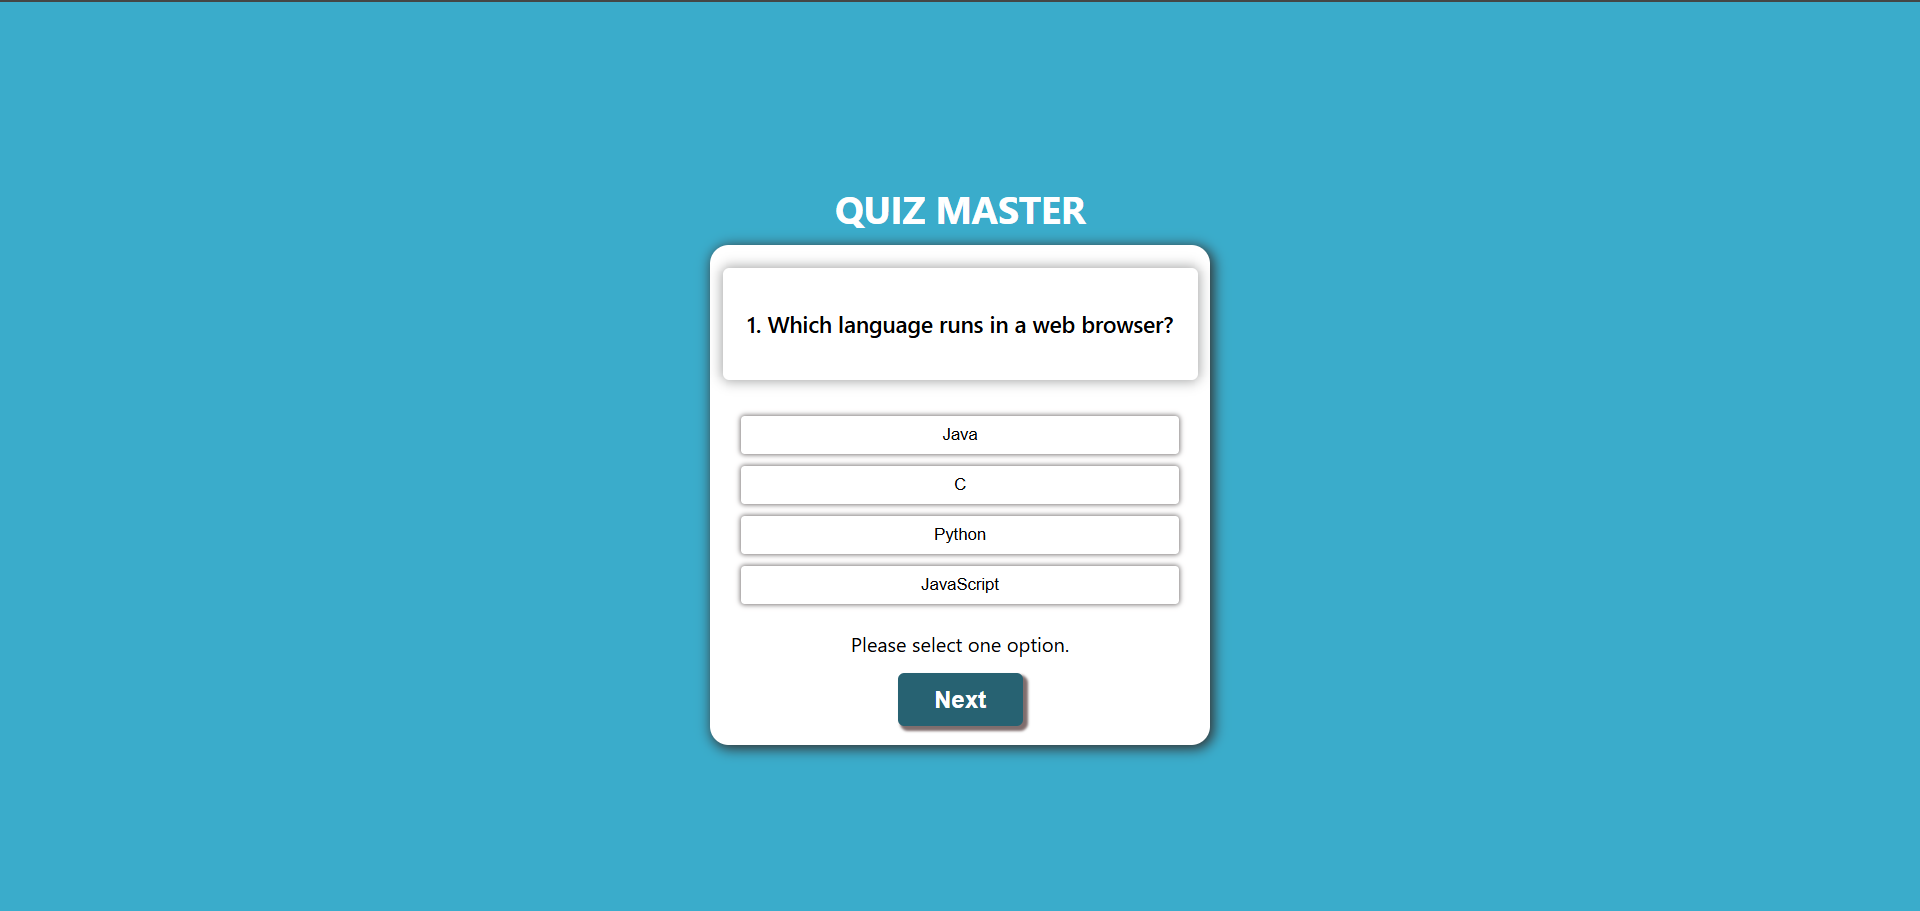 QUIZ MASTER
1. Which language runs in a web browser?
Java
C
Python
JavaScript
Please select one option.
Next